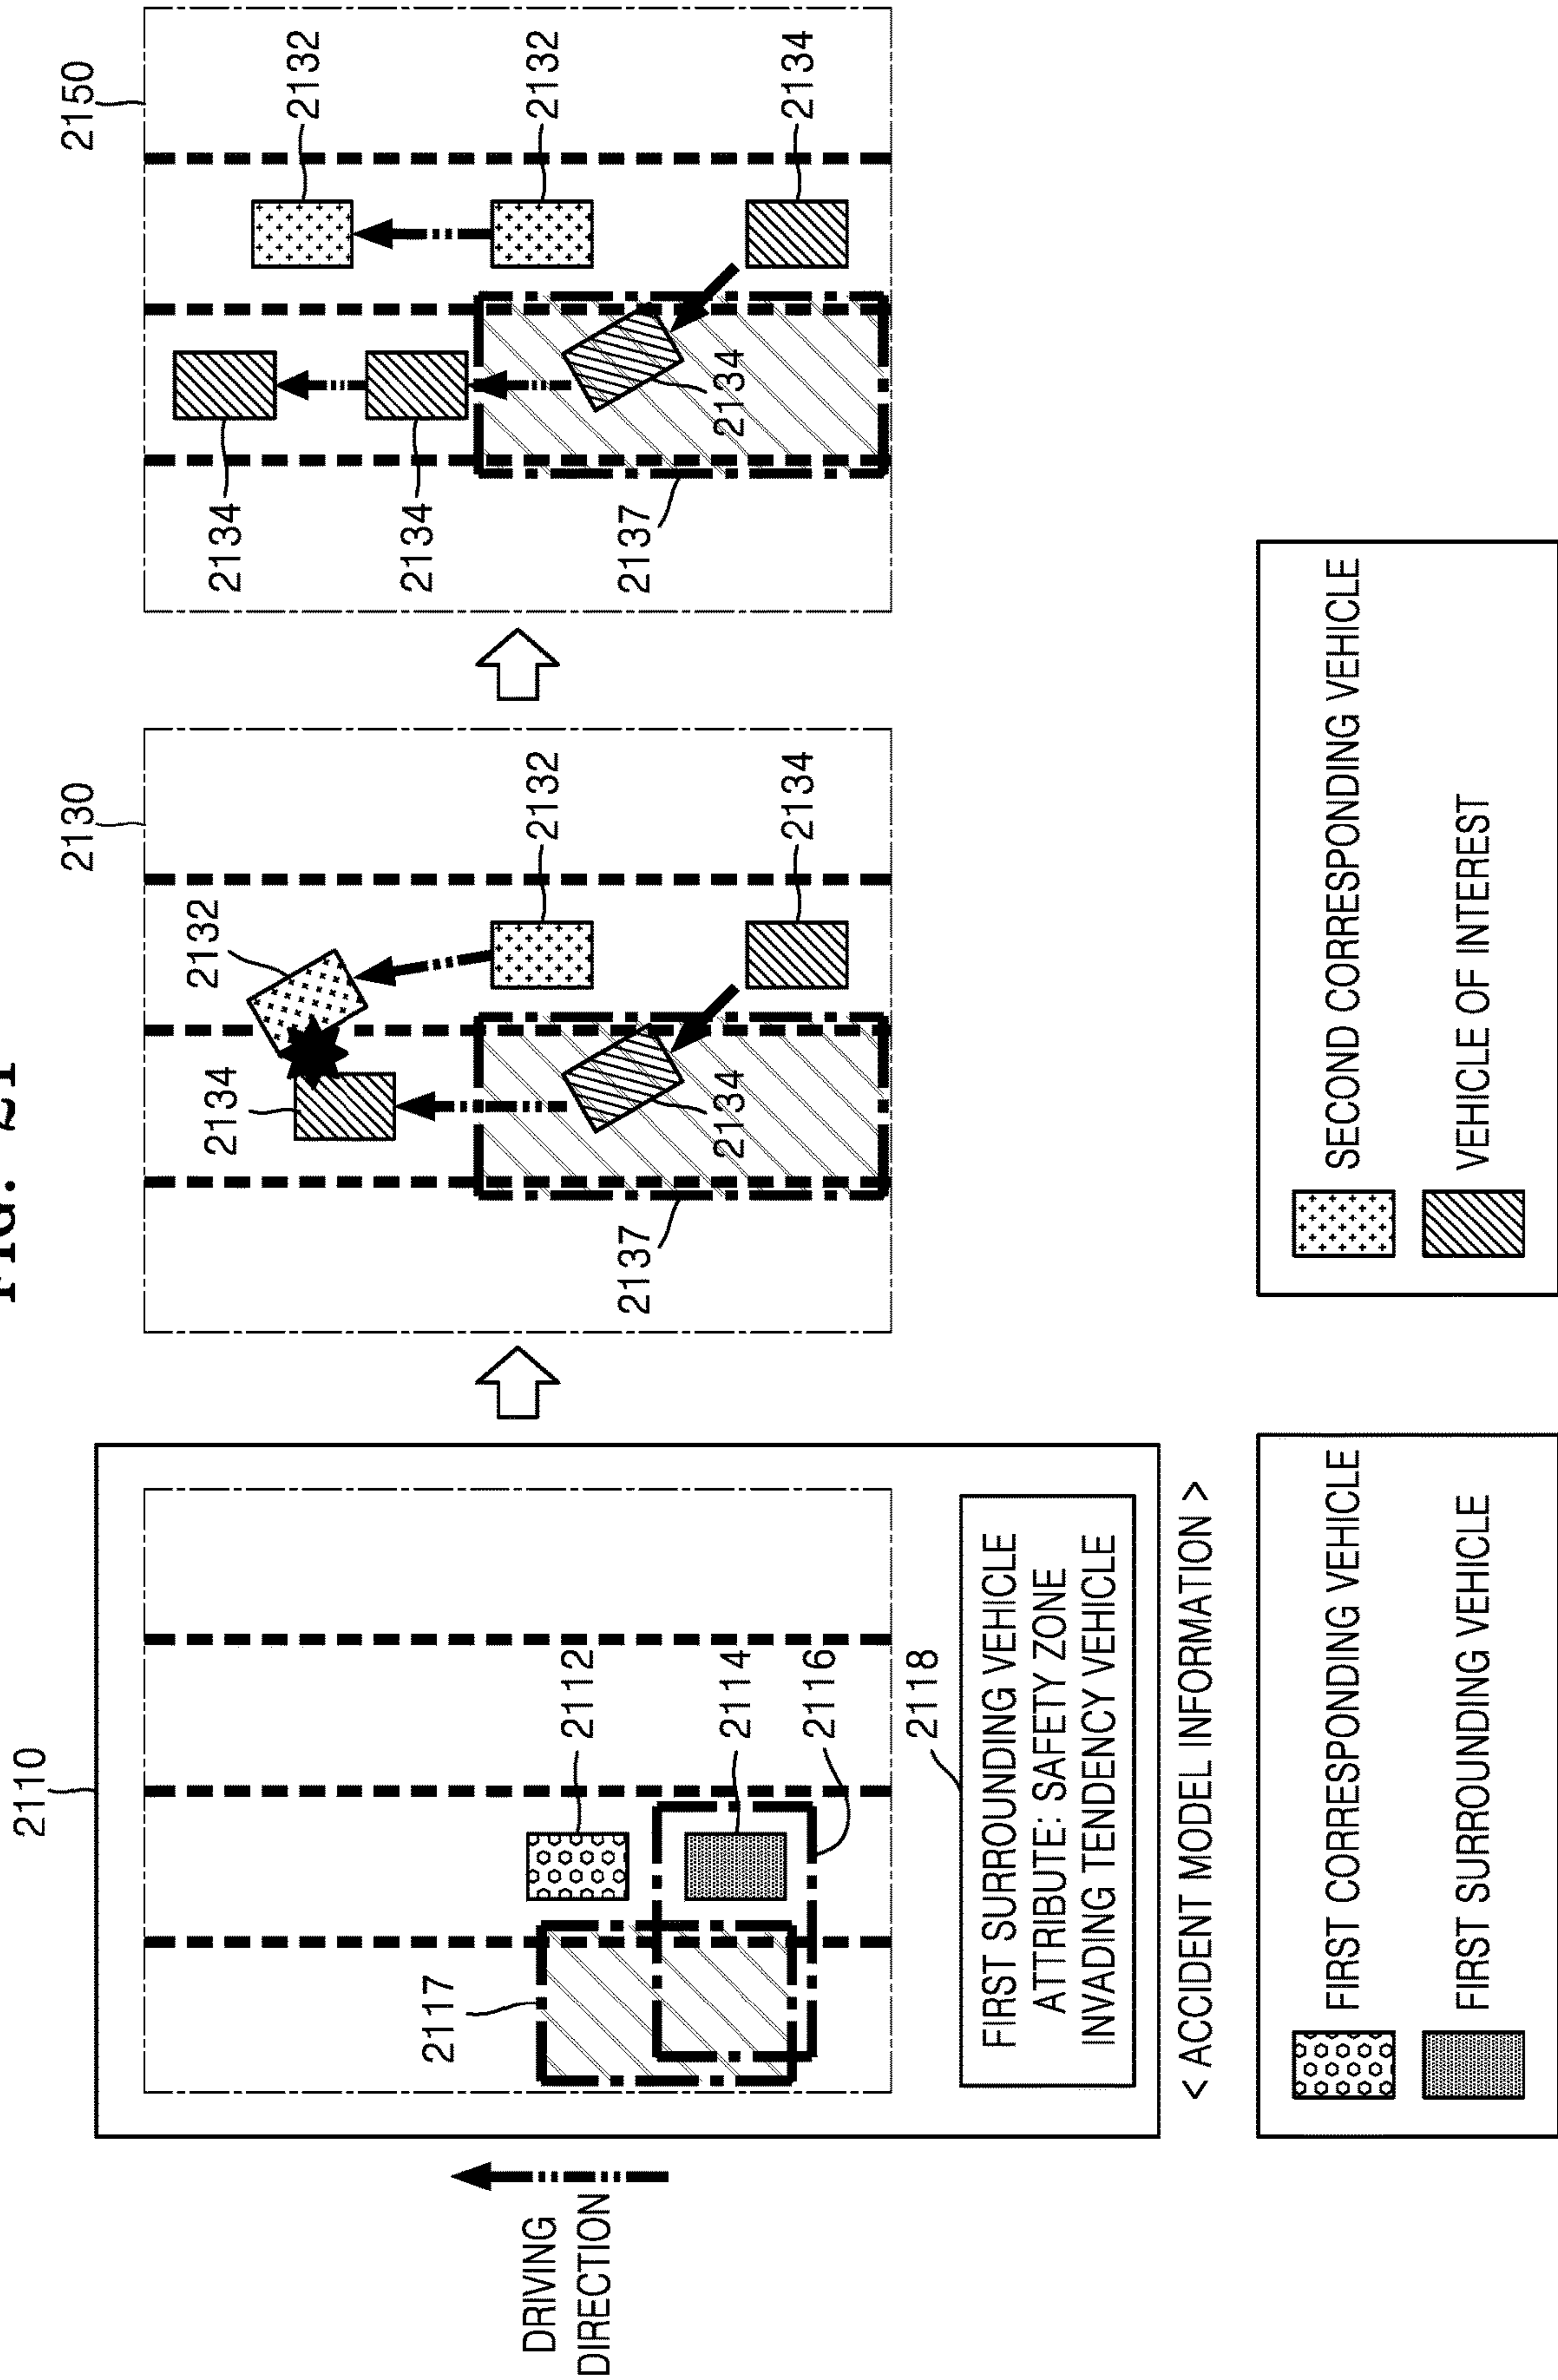 FIG. 21
2110
2112
2114
2116
2117
2118
FIRST SURROUNDING VEHICLE
ATTRIBUTE: SAFETY ZONE
INVADING TENDENCY VEHICLE
< ACCIDENT MODEL INFORMATION >
DRIVING
DIRECTION
2130
2132
2134
2132
2134
2134
2137
2150
2132
2132
2134
2134
2134
2134
2137
FIRST CORRESPONDING VEHICLE
FIRST SURROUNDING VEHICLE
SECOND CORRESPONDING VEHICLE
VEHICLE OF INTEREST